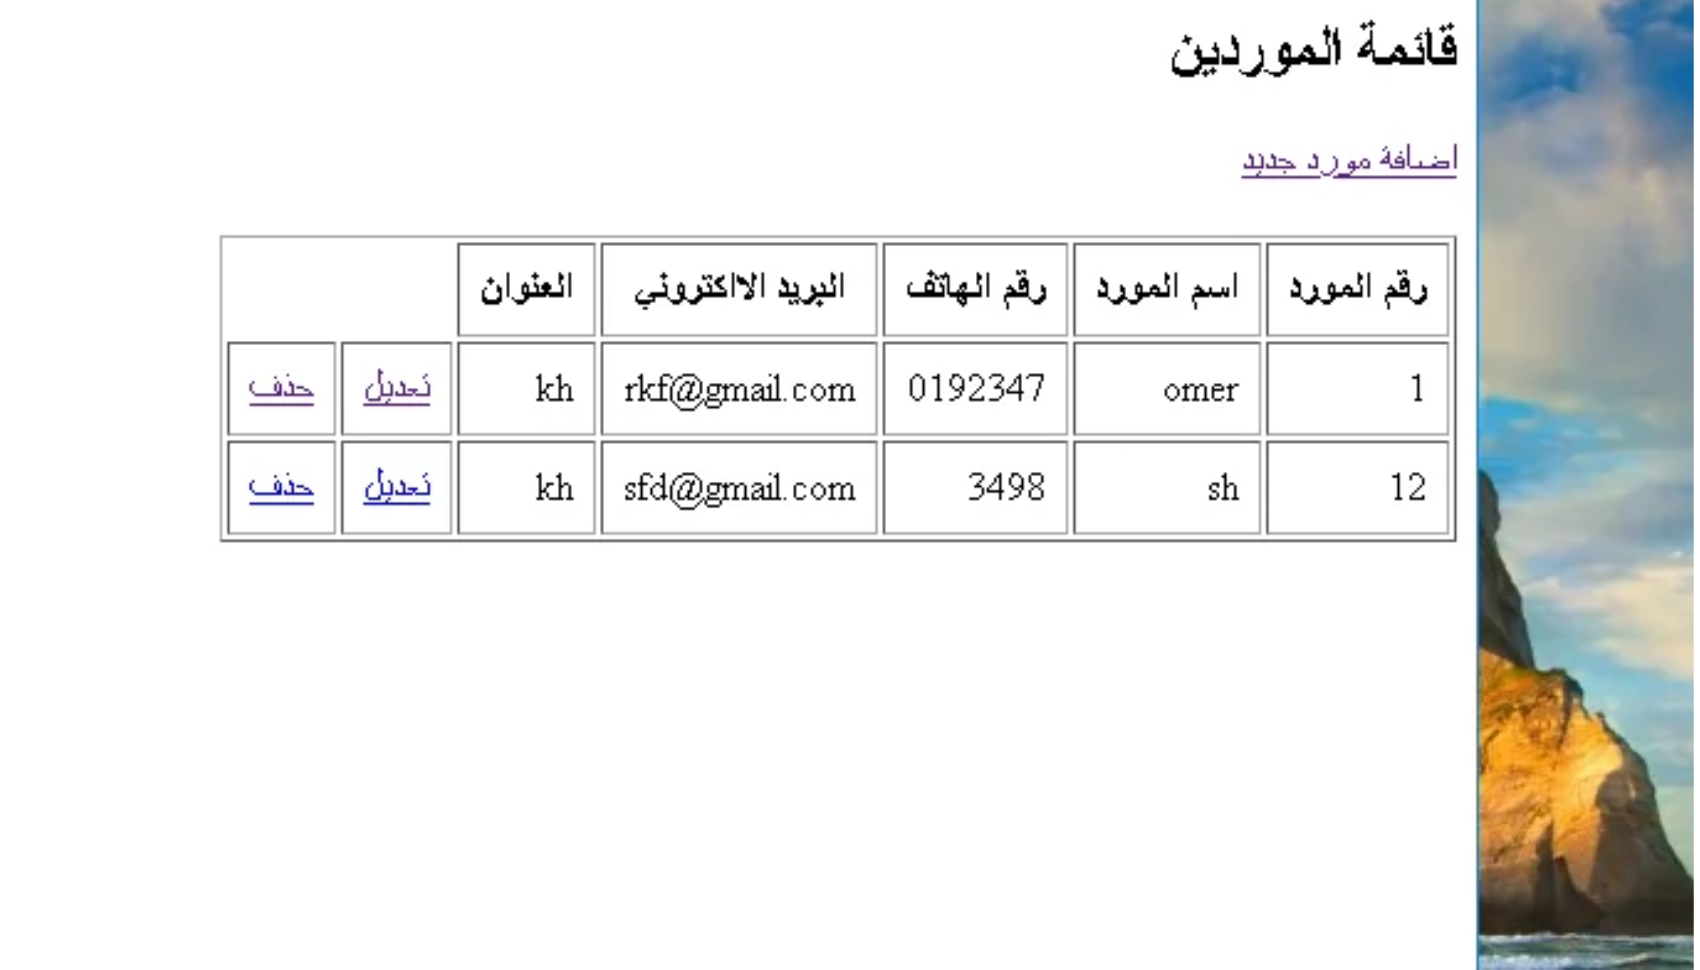 قائمة الموردين
اضافة مورد جديد
رقم المورد اسم المورد رقم الهاتف البريد الااكتروني العنوان
1 omer 0192347 rkf@gmail.com kh تعديل حذف
12 sh 3498 sfd@gmail.com kh تعديل حذف